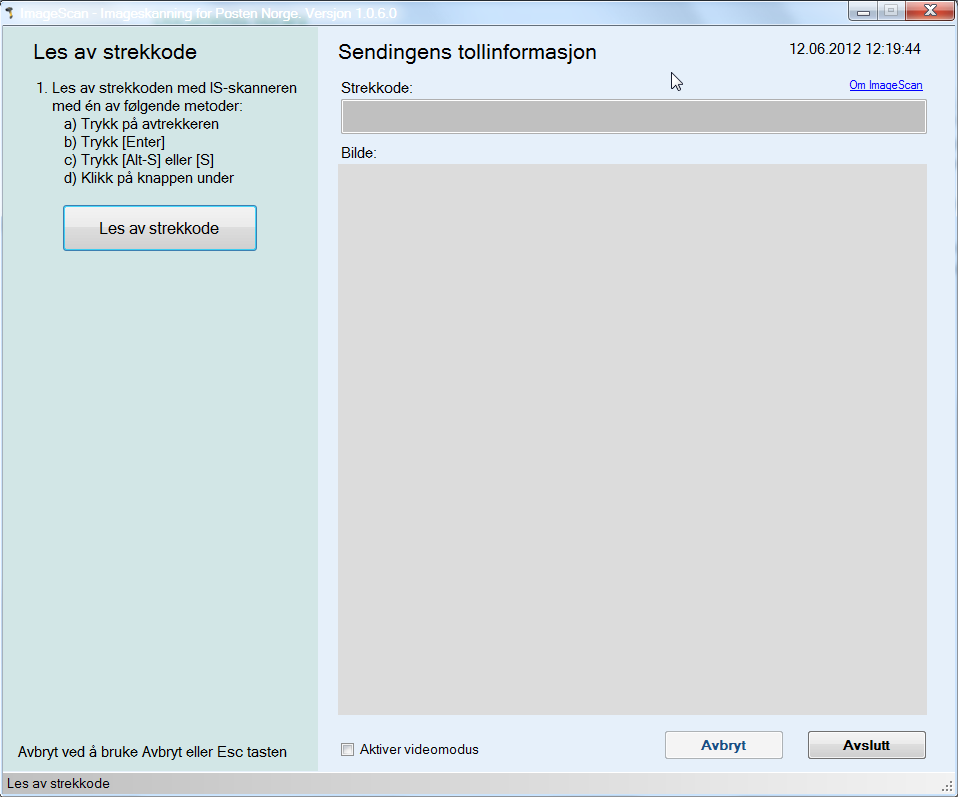 ImageScan - Imageskanning for Posten Norge. Versjon 1.0.6.0
Les av strekkode
1. Les av strekkoden med IS-skanneren
med én av følgende metoder:
a) Trykk på avtrekkeren
b) Trykk [Enter]
c) Trykk [Alt-S] eller [S]
d) Klikk på knappen under
Les av strekkode
Avbryt ved å bruke Avbryt eller Esc tasten
Sendingens tollinformasjon
12.06.2012 12:19:44
Om ImageScan
Strekkode:
Bilde:
Aktiver videomodus
Avbryt
Avslutt
Les av strekkode